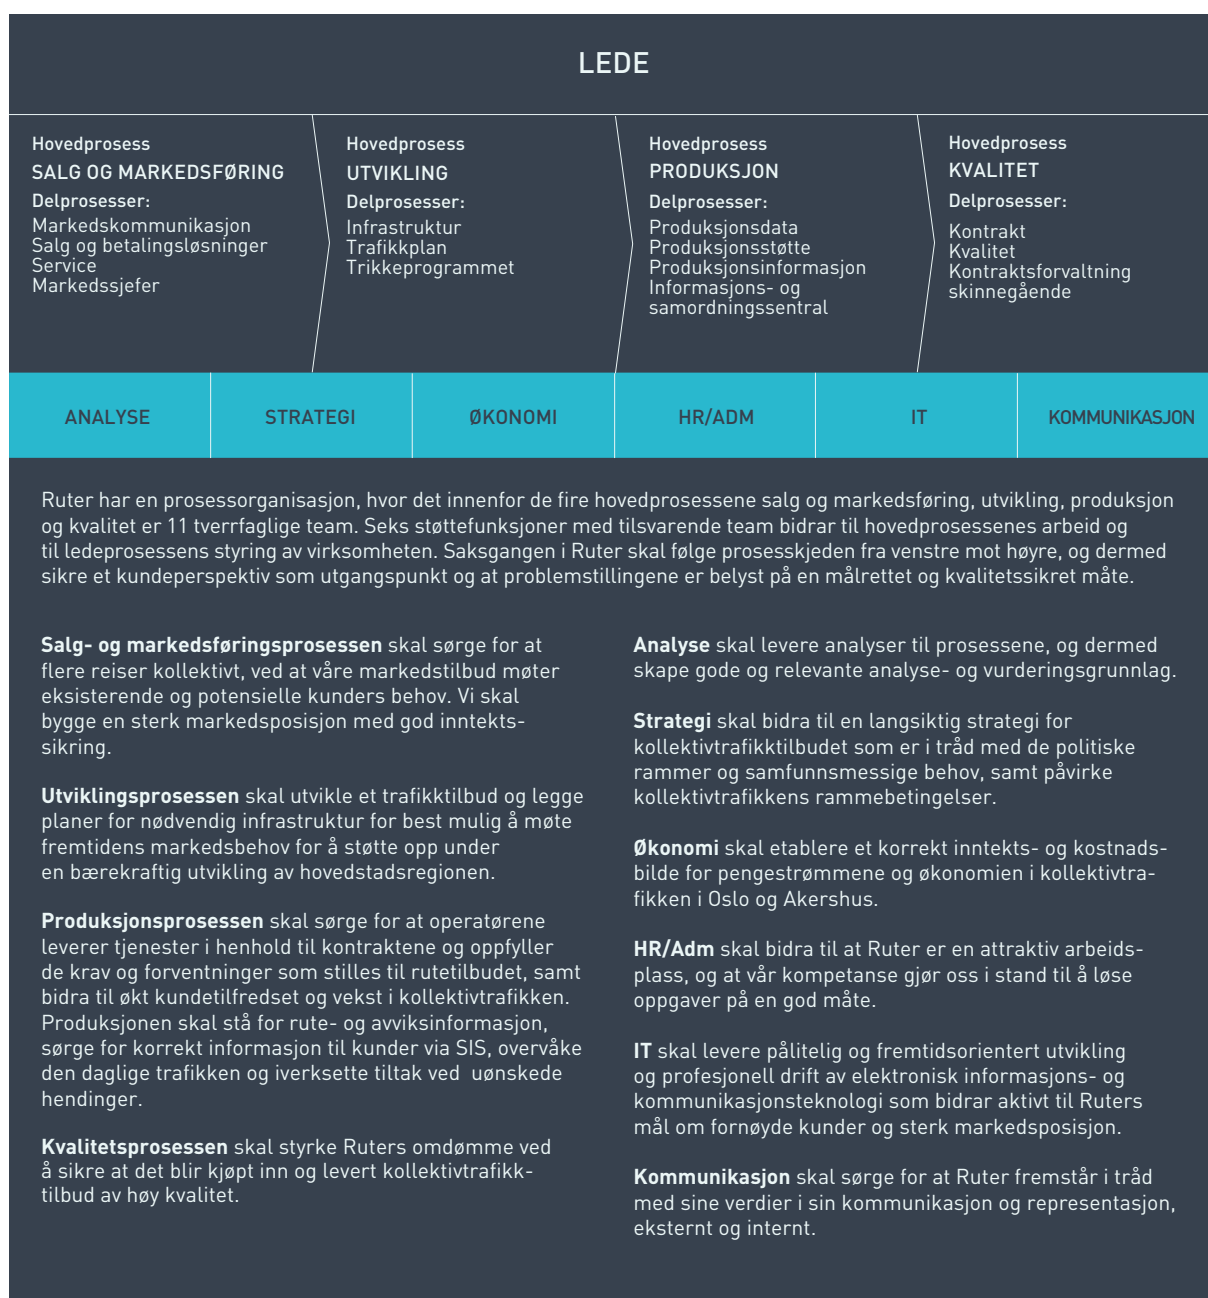 LEDE
Hovedprosess
SALG OG MARKEDSFØRING
Delprosesser:
Markedskommunikasjon
Salg og betalingsløsninger
Service
Markedssjefer
Hovedprosess
UTVIKLING
Delprosesser:
Infrastruktur
Trafikkplan
Trikkeprogrammet
Hovedprosess
PRODUKSJON
Delprosesser:
Produksjonsdata
Produksjonsstøtte
Produksjonsinformasjon
Informasjons- og
samordningssentral
Hovedprosess
KVALITET
Delprosesser:
Kontrakt
Kvalitet
Kontraktsforvaltning
skinnegående
ANALYSE
STRATEGI
ØKONOMI
HR/ADM
IT
KOMMUNIKASJON
Ruter har en prosessorganisasjon, hvor det innenfor de fire hovedprosessene salg og markedsføring, utvikling, produksjon
og kvalitet er 11 tverrfaglige team. Seks støttefunksjoner med tilsvarende team bidrar til hovedprosessenes arbeid og
til ledeprosessens styring av virksomheten. Saksgangen i Ruter skal følge prosesskjeden fra venstre mot høyre, og dermed
sikre et kundeperspektiv som utgangspunkt og at problemstillingene er belyst på en målrettet og kvalitetssikret måte.
Salg- og markedsføringsprosessen skal sørge for at
flere reiser kollektivt, ved at våre markedstilbud møter
eksisterende og potensielle kunders behov. Vi skal
bygge en sterk markedsposisjon med god inntekts-
sikring.
Utviklingsprosessen skal utvikle et trafikktilbud og legge
planer for nødvendig infrastruktur for best mulig å møte
fremtidens markedsbehov for å støtte opp under
en bærekraftig utvikling av hovedstadsregionen.
Produksjonsprosessen skal sørge for at operatørene
leverer tjenester i henhold til kontraktene og oppfyller
de krav og forventninger som stilles til rutetilbudet, samt
bidra til økt kundetilfredset og vekst i kollektivtrafikken.
Produksjonen skal stå for rute- og avviksinformasjon,
sørge for korrekt informasjon til kunder via SIS, overvåke
den daglige trafikken og iverksette tiltak ved  uønskede
hendinger.
Kvalitetsprosessen skal styrke Ruters omdømme ved
å sikre at det blir kjøpt inn og levert kollektivtrafikk-
tilbud av høy kvalitet.
Analyse skal levere analyser til prosessene, og dermed
skape gode og relevante analyse- og vurderingsgrunnlag.
Strategi skal bidra til en langsiktig strategi for
kollektivtrafikktilbudet som er i tråd med de politiske
rammer og samfunnsmessige behov, samt påvirke
kollektivtrafikkens rammebetingelser.
Økonomi skal etablere et korrekt inntekts- og kostnads-
bilde for pengestrømmene og økonomien i kollektivtra-
fikken i Oslo og Akershus.
HR/Adm skal bidra til at Ruter er en attraktiv arbeids-
plass, og at vår kompetanse gjør oss i stand til å løse
oppgaver på en god måte.
IT skal levere pålitelig og fremtidsorientert utvikling
og profesjonell drift av elektronisk informasjons- og
kommunikasjonsteknologi som bidrar aktivt til Ruters
mål om fornøyde kunder og sterk markedsposisjon.
Kommunikasjon skal sørge for at Ruter fremstår i tråd
med sine verdier i sin kommunikasjon og representasjon,
eksternt og internt.